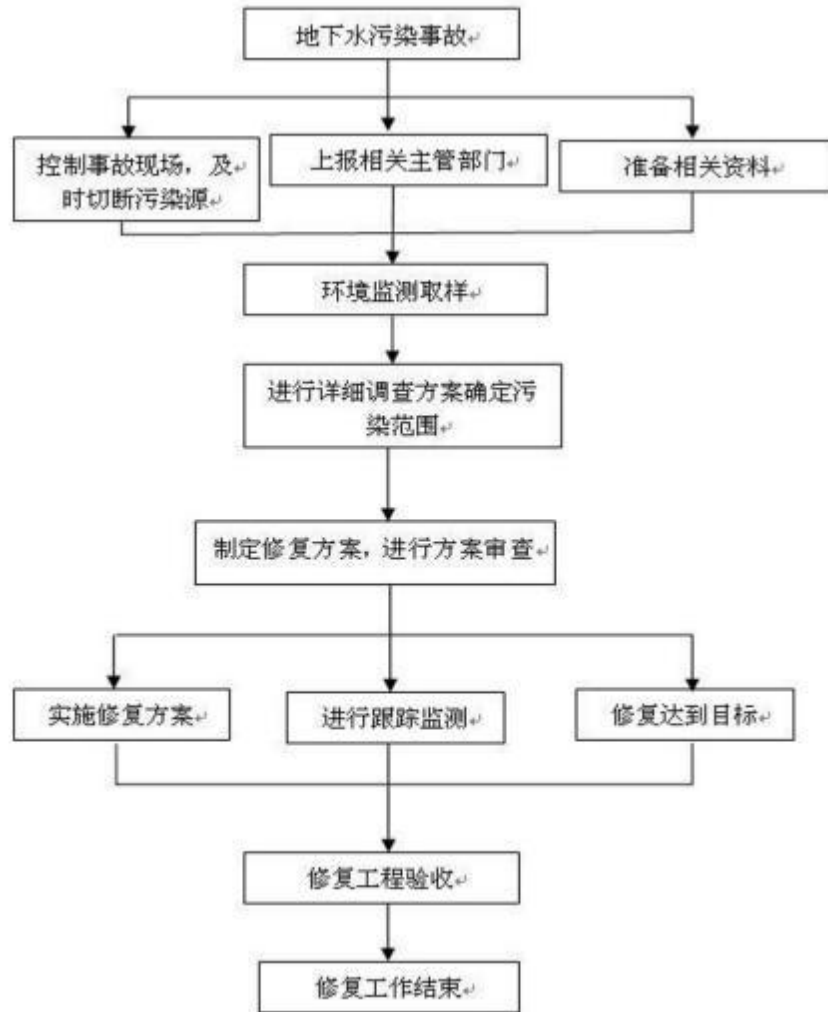 地下水污染事故
控制事故现场，及
时切断污染源
上报相关主管部门
准备相关资料
环境监测取样
进行详细调查方案确定污
染范围
制定修复方案，进行方案审查
实施修复方案
进行跟踪监测
修复达到目标
修复工程验收
修复工作结束